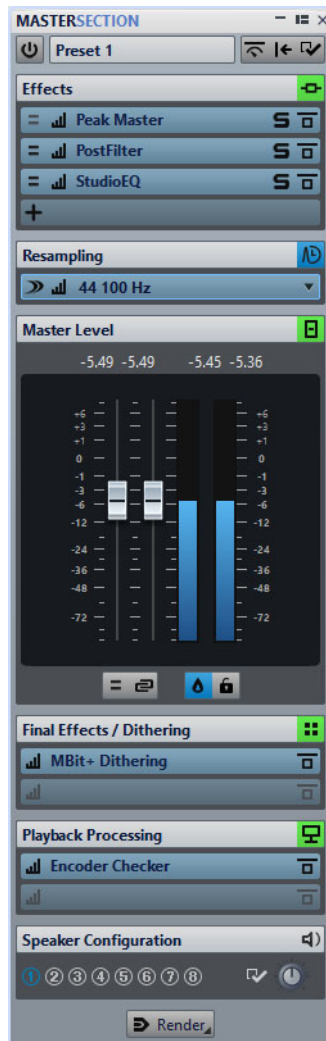 MASTERSECTION
Preset 1
Effects
Peak Master S
PostFilter S
StudioEQ S
Resampling
44 100 Hz
Master Level
-5.49 -5.49 -5.45 -5.36
+6 +6
+3 +3
+1 +1
0 0
-1 -1
-3 -3
-6 -6
-12 -12
-24 -24
-36 -36
-48 -48
-72 -72
Final Effects / Dithering
MBit+ Dithering
Playback Processing
Encoder Checker
Speaker Configuration
1 2 3 4 5 6 7 8
Render